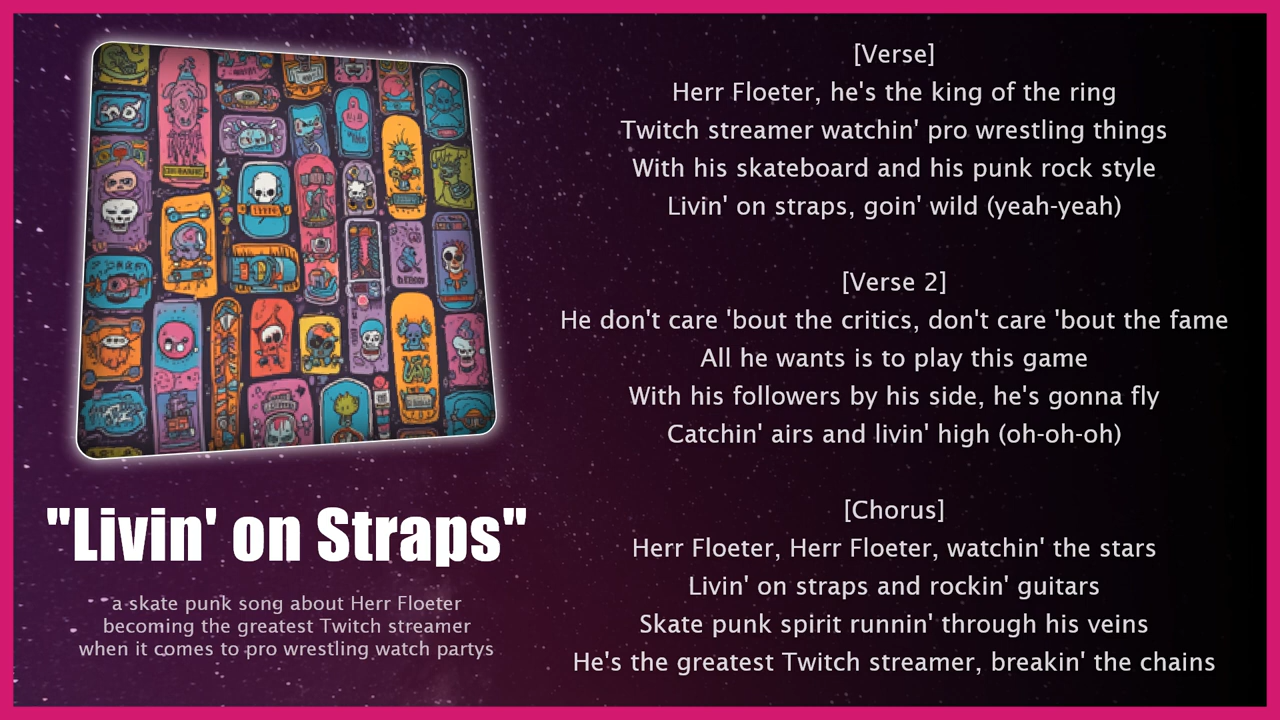 [Verse]
Herr Floeter, he's the king of the ring
Twitch streamer watchin' pro wrestling things
With his skateboard and his punk rock style
Livin' on straps, goin' wild (yeah-yeah)
[Verse 2]
He don't care 'bout the critics, don't care 'bout the fame
All he wants is to play this game
With his followers by his side, he's gonna fly
Catchin' airs and livin' high (oh-oh-oh)
[Chorus]
Herr Floeter, Herr Floeter, watchin' the stars
Livin' on straps and rockin' guitars
Skate punk spirit runnin' through his veins
He's the greatest Twitch streamer, breakin' the chains
"Livin' on Straps"
a skate punk song about Herr Floeter
becoming the greatest Twitch streamer
when it comes to pro wrestling watch partys